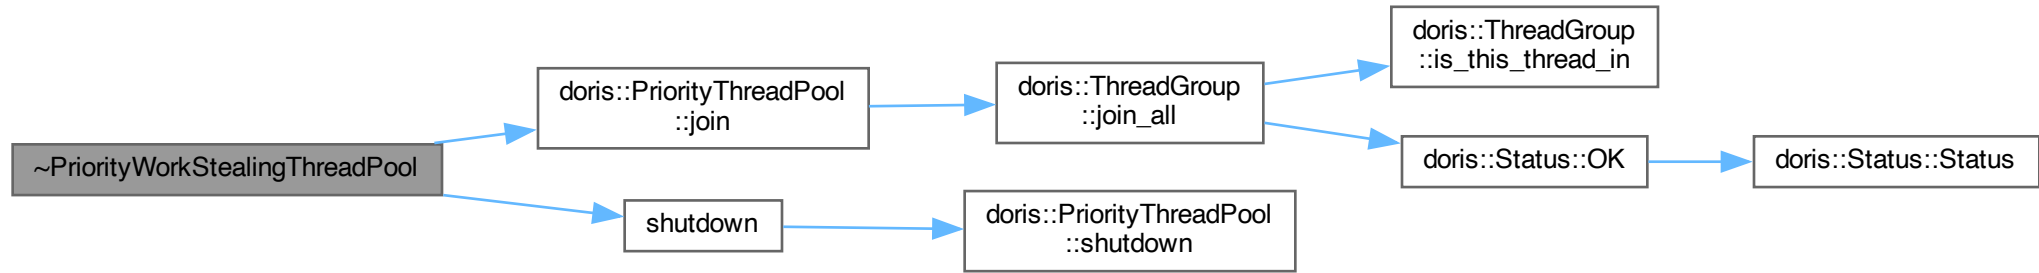 ~PriorityWorkStealingThreadPool
doris::PriorityThreadPool
::join
shutdown
doris::ThreadGroup
::join_all
doris::PriorityThreadPool
::shutdown
doris::ThreadGroup
::is_this_thread_in
doris::Status::OK
doris::Status::Status